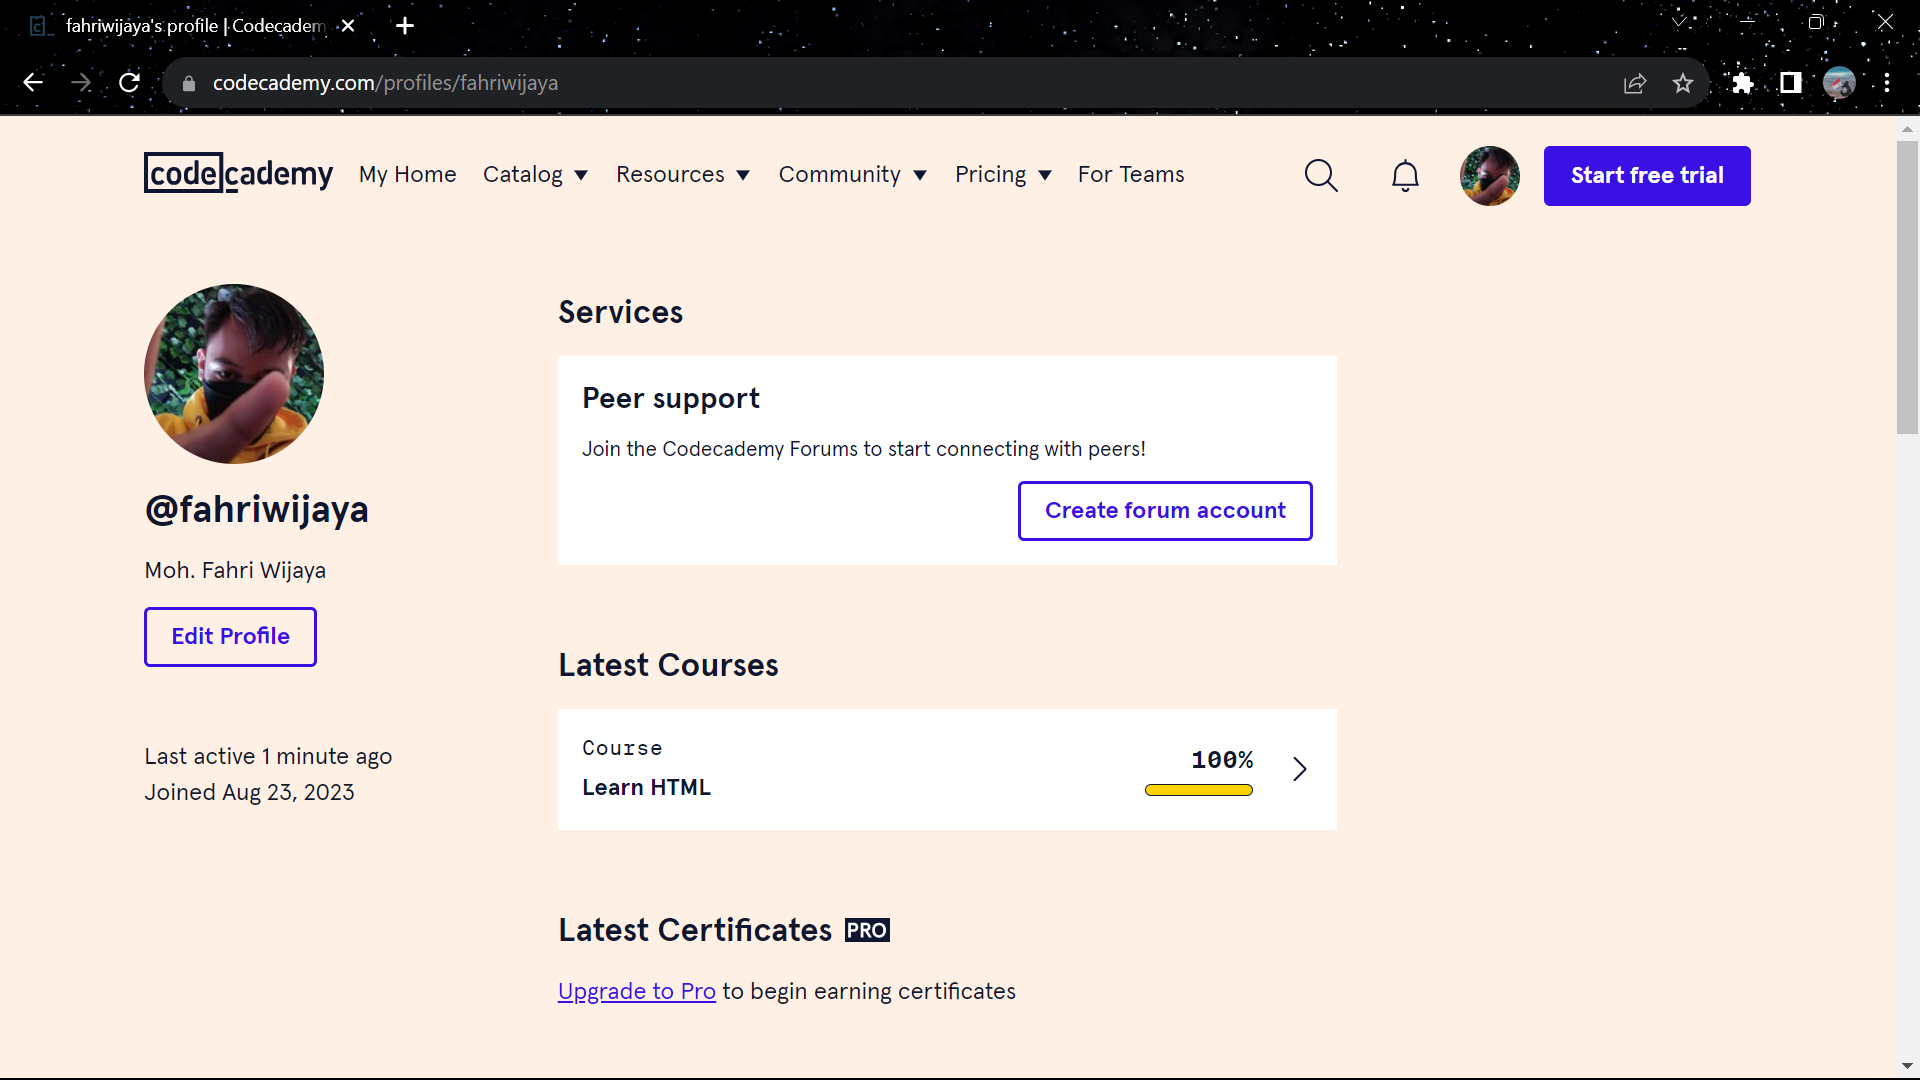 fahriwijaya's profile | Codecadem
codecademy.com/profiles/fahriwijaya
codecademy My Home Catalog Resources Community Pricing For Teams Start free trial
Services
Peer support
Join the Codecademy Forums to start connecting with peers!
Create forum account
@fahriwijaya
Moh. Fahri Wijaya
Edit Profile
Last active 1 minute ago
Joined Aug 23, 2023
Latest Courses
Course
Learn HTML
100%
Latest Certificates PRO
Upgrade to Pro to begin earning certificates